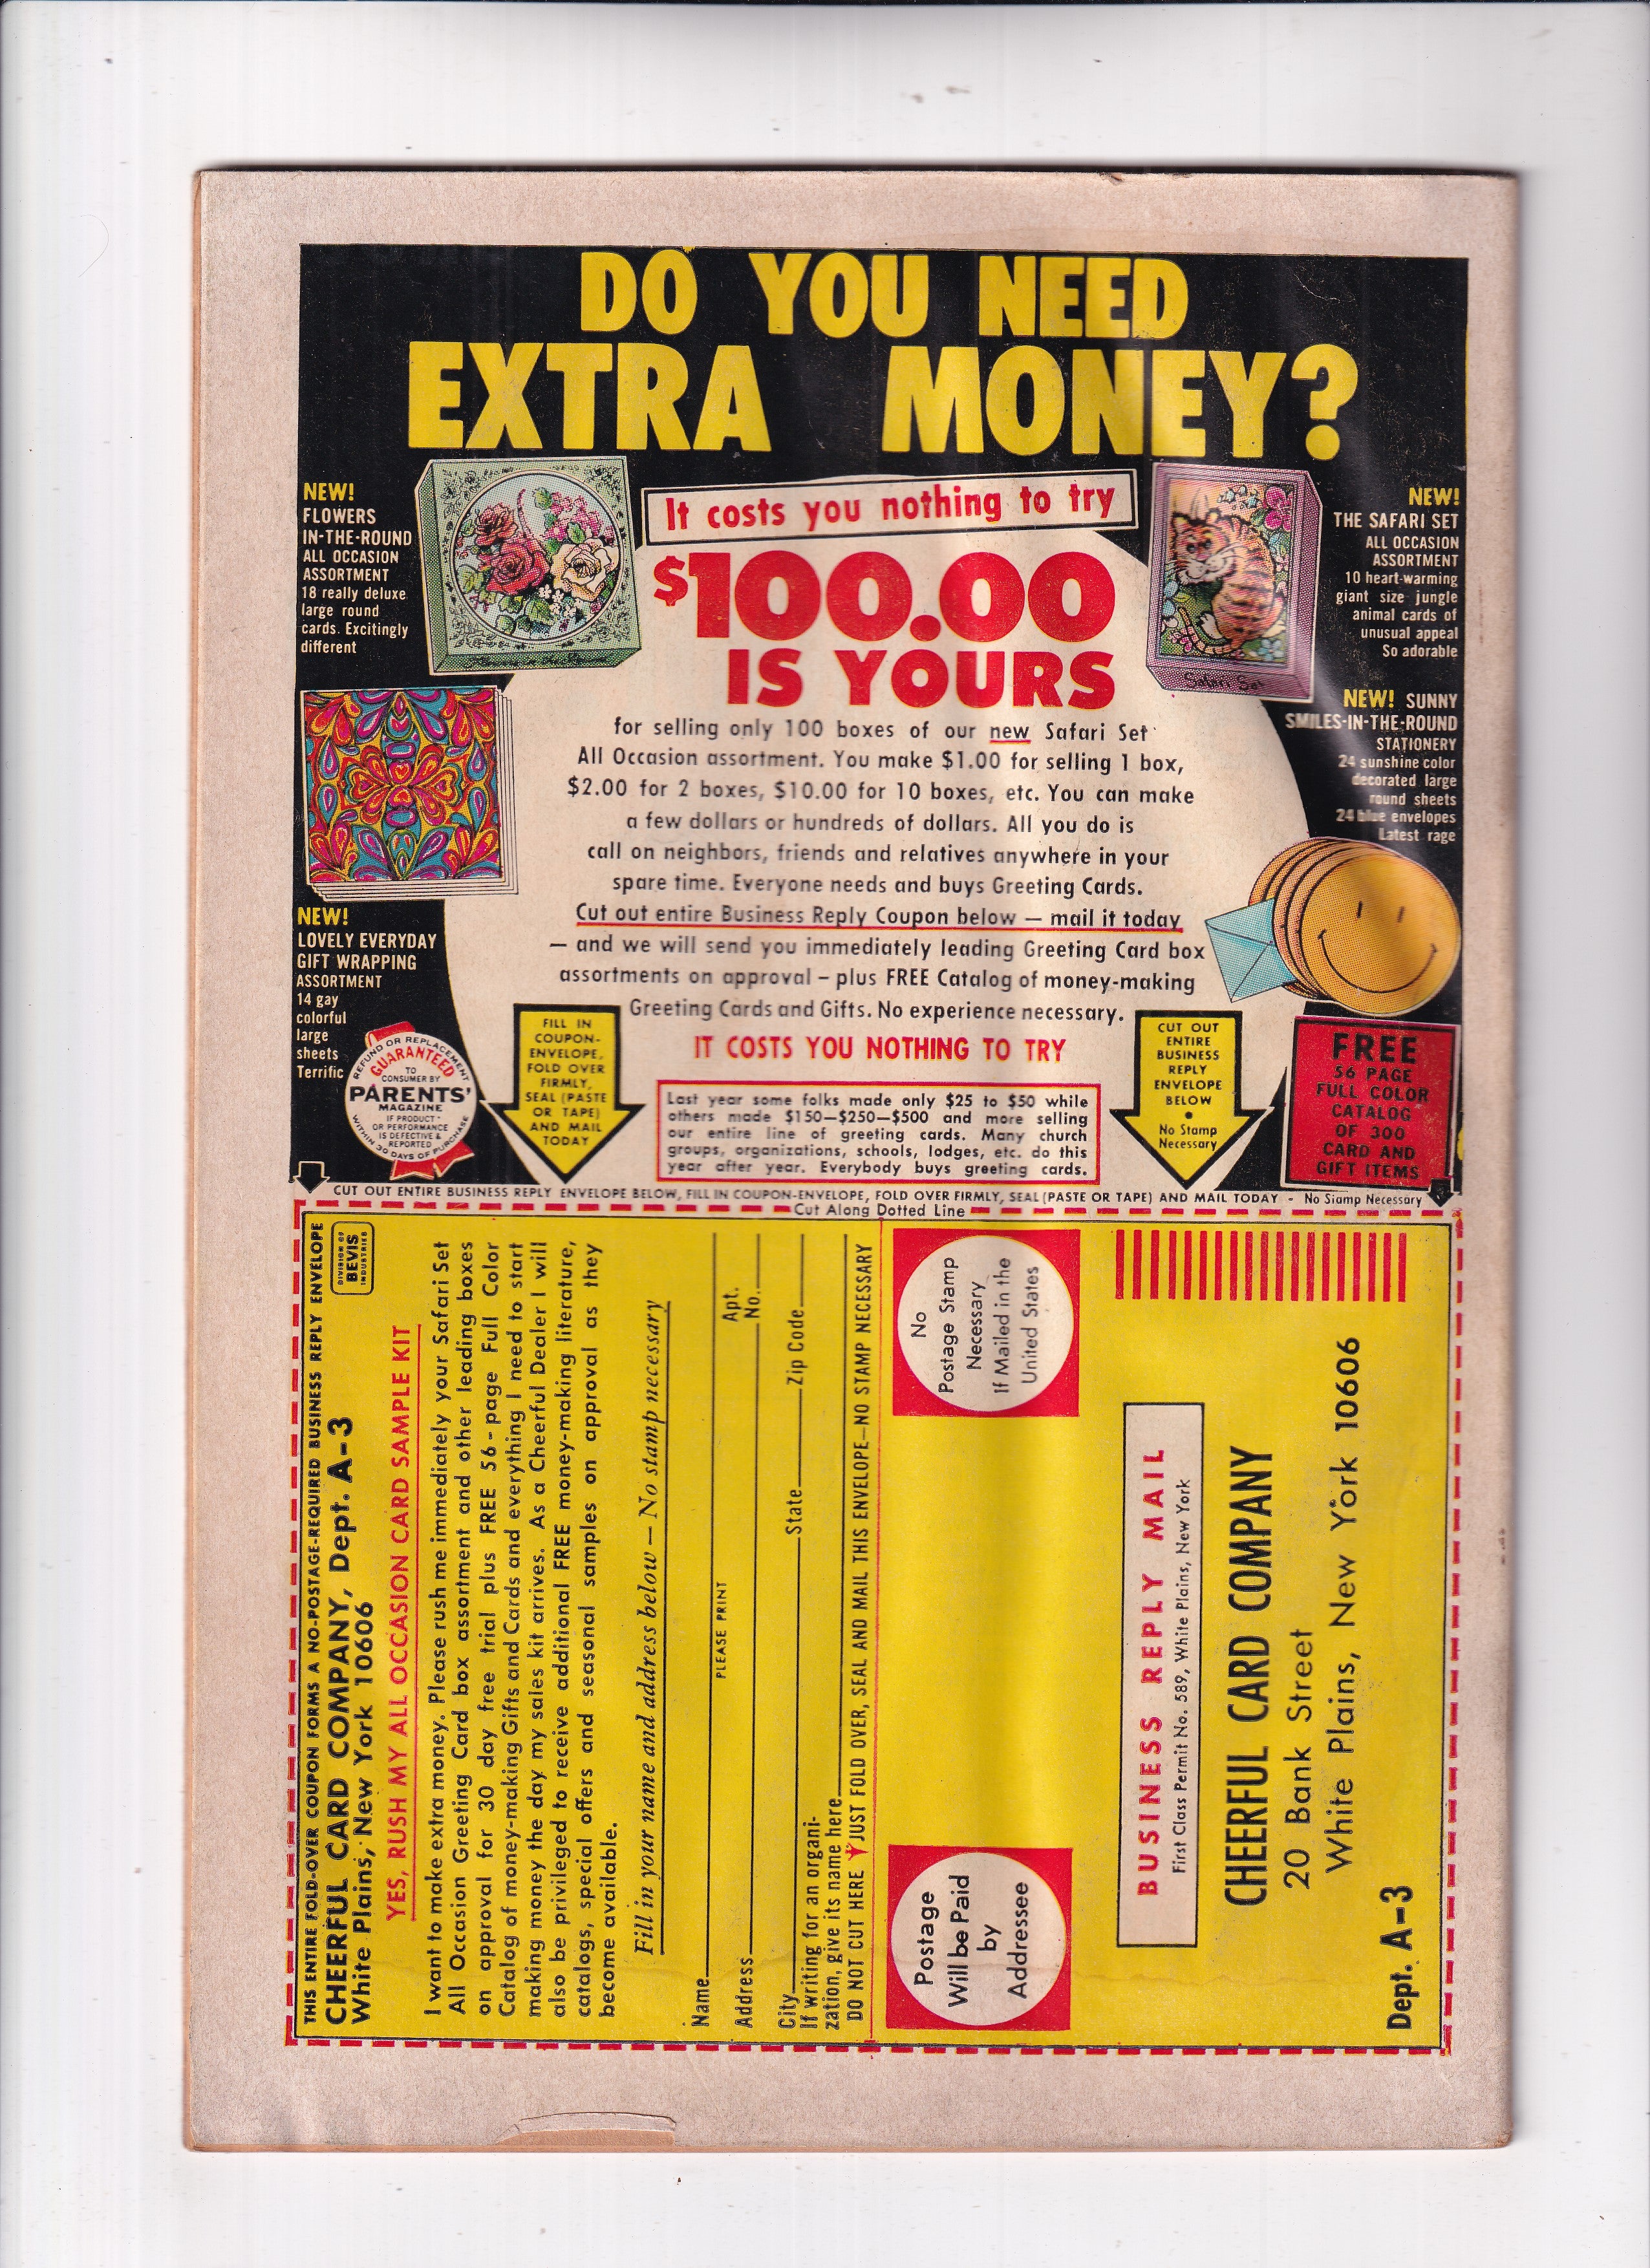 DO YOU NEED
EXTRA MONEY?
NEW!
FLOWERS
IN-THE-ROUND
ALL OCCASION
ASSORTMENT
18 really deluxe
large round
cards. Excitingly
different
It costs you nothing to try
$100.00
IS YOURS
Safari Set
NEW!
THE SAFARI SET
ALL OCCASION
ASSORTMENT
10 heart-warming
giant size jungle
animal cards of
unusual appeal
So adorable
for selling only 100 boxes of our new Safari Set
All Occasion assortment. You make $1.00 for selling 1 box,
$2.00 for 2 boxes, $10.00 for 10 boxes, etc. You can make
a few dollars or hundreds of dollars. All you do is
call on neighbors, friends and relatives anywhere in your
spare time. Everyone needs and buys Greeting Cards.
Cut out entire Business Reply Coupon below — mail it today
— and we will send you immediately leading Greeting Card box
assortments on approval – plus FREE Catalog of money-making
Greeting Cards and Gifts. No experience necessary.
IT COSTS YOU NOTHING TO TRY
NEW! SUNNY
SMILES-IN-THE-ROUND
STATIONERY
24 sunshine color
decorated large
round sheets
24 blue envelopes
Latest rage
NEW!
LOVELY EVERYDAY
GIFT WRAPPING
ASSORTMENT
14 gay
colorful
large
sheets
Terrific
REFUND OR REPLACEMENT
GUARANTEED
TO
CONSUMER BY
PARENTS'
MAGAZINE
IF PRODUCT
OR PERFORMANCE
IS DEFECTIVE &
REPORTED
WITHIN 30 DAYS OF PURCHASE
FILL IN
COUPON-
ENVELOPE,
FOLD OVER
FIRMLY,
SEAL (PASTE
OR TAPE)
AND MAIL
TODAY
Last year some folks made only $25 to $50 while
others made $150—$250—$500 and more selling
our entire line of greeting cards. Many church
groups, organizations, schools, lodges, etc. do this
year after year. Everybody buys greeting cards.
CUT OUT
ENTIRE
BUSINESS
REPLY
ENVELOPE
BELOW
•
No Stamp
Necessary
FREE
56 PAGE
FULL COLOR
CATALOG
OF 300
CARD AND
GIFT ITEMS
CUT OUT ENTIRE BUSINESS REPLY ENVELOPE BELOW, FILL IN COUPON-ENVELOPE, FOLD OVER FIRMLY, SEAL (PASTE OR TAPE) AND MAIL TODAY - No Stamp Necessary
Cut Along Dotted Line
THIS ENTIRE FOLD-OVER COUPON FORMS A NO-POSTAGE-REQUIRED BUSINESS REPLY ENVELOPE
CHEERFUL CARD COMPANY, Dept. A-3
White Plains, New York 10606
DIVISION OF
BEVIS
INDUSTRIES
YES, RUSH MY ALL OCCASION CARD SAMPLE KIT
I want to make extra money. Please rush me immediately your Safari Set
All Occasion Greeting Card box assortment and other leading boxes
on approval for 30 day free trial plus FREE 56-page Full Color
Catalog of money-making Gifts and Cards and everything I need to start
making money the day my sales kit arrives. As a Cheerful Dealer I will
also be privileged to receive additional FREE money-making literature,
catalogs, special offers and seasonal samples on approval as they
become available.
Fill in your name and address below — No stamp necessary
Name
PLEASE PRINT
Address
Apt.
No.
City
State
Zip Code
If writing for an organi-
zation, give its name here
DO NOT CUT HERE JUST FOLD OVER, SEAL AND MAIL THIS ENVELOPE—NO STAMP NECESSARY
Postage
Will be Paid
by
Addressee
No
Postage Stamp
Necessary
If Mailed in the
United States
BUSINESS REPLY MAIL
First Class Permit No. 589, White Plains, New York
CHEERFUL CARD COMPANY
20 Bank Street
White Plains, New York 10606
Dept. A-3